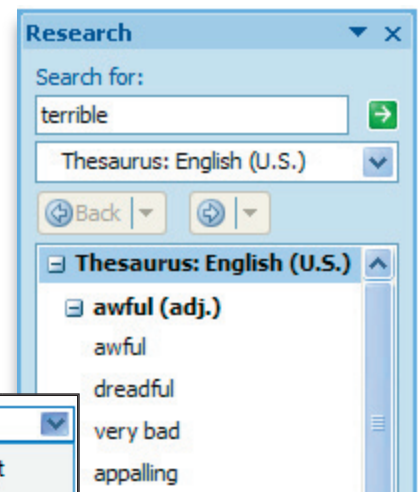 Research
Search for:
terrible
Thesaurus: English (U.S.)
Back
Thesaurus: English (U.S.)
awful (adj.)
awful
dreadful
very bad
appalling